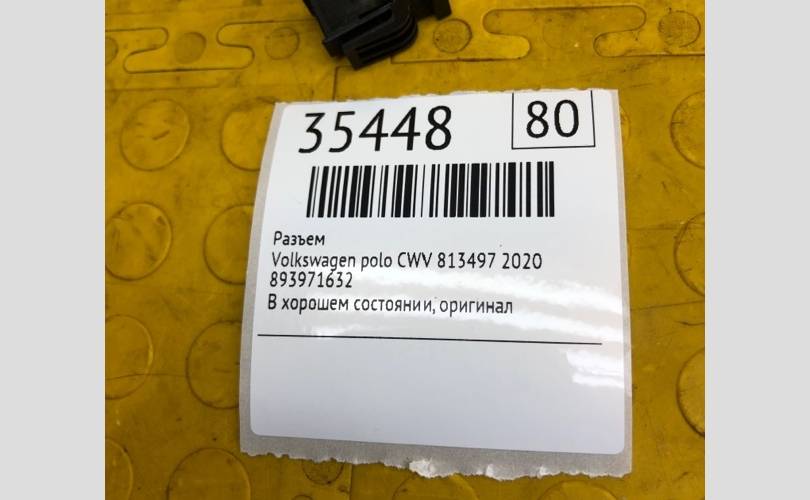 35448 80
Разъем
Volkswagen polo CWV 813497 2020
893971632
В хорошем состоянии, оригинал